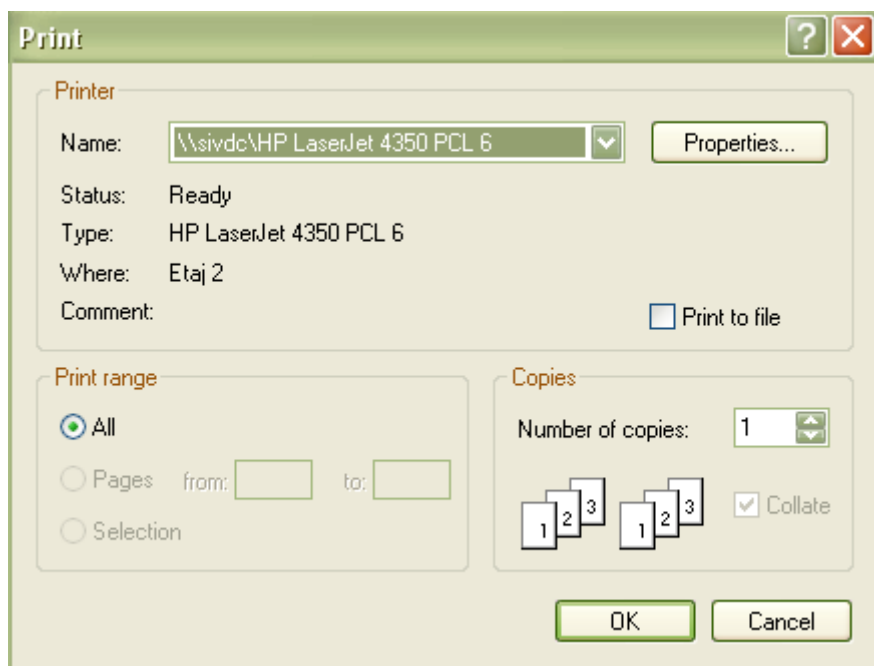 Print
Printer
Name: \\sivdc\HP LaserJet 4350 PCL 6 Properties...
Status: Ready
Type: HP LaserJet 4350 PCL 6
Where: Etaj 2
Comment:
Print to file
Print range
All
Pages from: to:
Selection
Copies
Number of copies: 1
1 2 3 1 2 3 Collate
OK Cancel